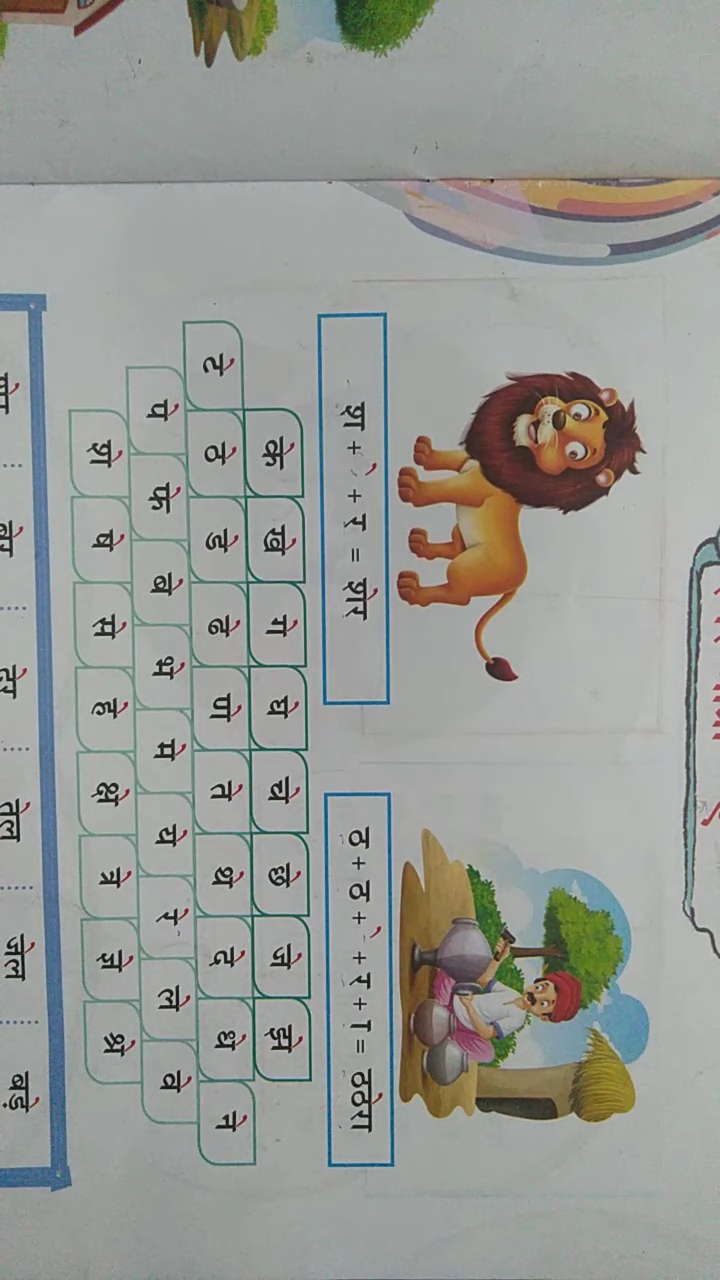 श + े + र = शेर
ठ + ठ + े + र + ा = ठठेरा
के खे गे घे चे छे जे झे
टे ठे डे ढे णे ते थे दे धे ने
पे फे बे भे मे ये रे ले वे
शे षे से हे क्षे त्रे ज्ञे श्रे
तेल जेल